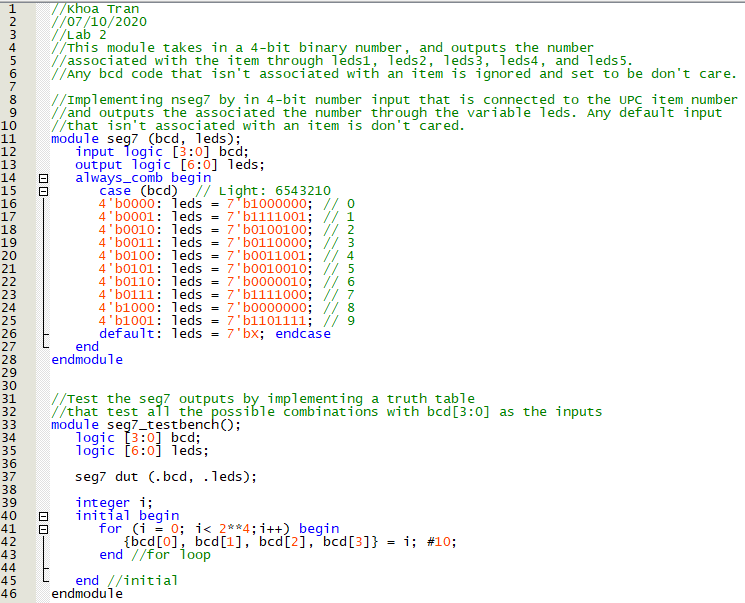 1 //Khoa Tran
2 //07/10/2020
3 //Lab 2
4 //This module takes in a 4-bit binary number, and outputs the number
5 //associated with the item through leds1, leds2, leds3, leds4, and leds5.
6 //Any bcd code that isn't associated with an item is ignored and set to be don't care.
7
8 //Implementing nseg7 by in 4-bit number input that is connected to the UPC item number
9 //and outputs the associated the number through the variable leds. Any default input
10 //that isn't associated with an item is don't cared.
11 module seg7 (bcd, leds);
12 input logic [3:0] bcd;
13 output logic [6:0] leds;
14 always_comb begin
15 case (bcd) // Light: 6543210
16 4'b0000: leds = 7'b1000000; // 0
17 4'b0001: leds = 7'b1111001; // 1
18 4'b0010: leds = 7'b0100100; // 2
19 4'b0011: leds = 7'b0110000; // 3
20 4'b0100: leds = 7'b0011001; // 4
21 4'b0101: leds = 7'b0010010; // 5
22 4'b0110: leds = 7'b0000010; // 6
23 4'b0111: leds = 7'b1111000; // 7
24 4'b1000: leds = 7'b0000000; // 8
25 4'b1001: leds = 7'b1101111; // 9
26 default: leds = 7'bX; endcase
27 end
28 endmodule
29
30
31 //Test the seg7 outputs by implementing a truth table
32 //that test all the possible combinations with bcd[3:0] as the inputs
33 module seg7_testbench();
34 logic [3:0] bcd;
35 logic [6:0] leds;
36
37 seg7 dut (.bcd, .leds);
38
39 integer i;
40 initial begin
41 for (i = 0; i< 2**4;i++) begin
42 {bcd[0], bcd[1], bcd[2], bcd[3]} = i; #10;
43 end //for loop
44
45 end //initial
46 endmodule